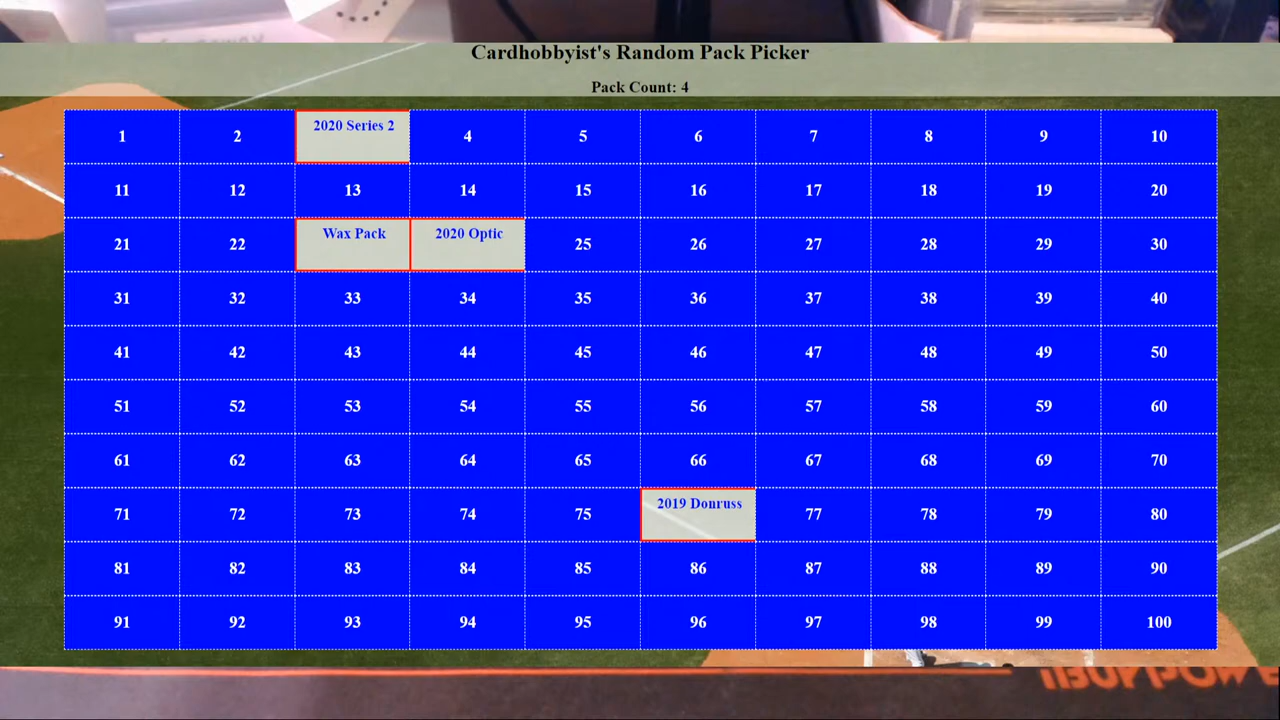 Cardhobbyist's Random Pack Picker
Pack Count: 4
1 2 2020 Series 2 4 5 6 7 8 9 10
11 12 13 14 15 16 17 18 19 20
21 22 Wax Pack 2020 Optic 25 26 27 28 29 30
31 32 33 34 35 36 37 38 39 40
41 42 43 44 45 46 47 48 49 50
51 52 53 54 55 56 57 58 59 60
61 62 63 64 65 66 67 68 69 70
71 72 73 74 75 2019 Donruss 77 78 79 80
81 82 83 84 85 86 87 88 89 90
91 92 93 94 95 96 97 98 99 100